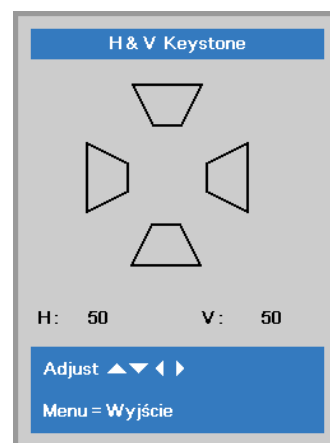 H & V Keystone
H: 50 V: 50
Adjust ▲▼◀▶
Menu = Wyjście